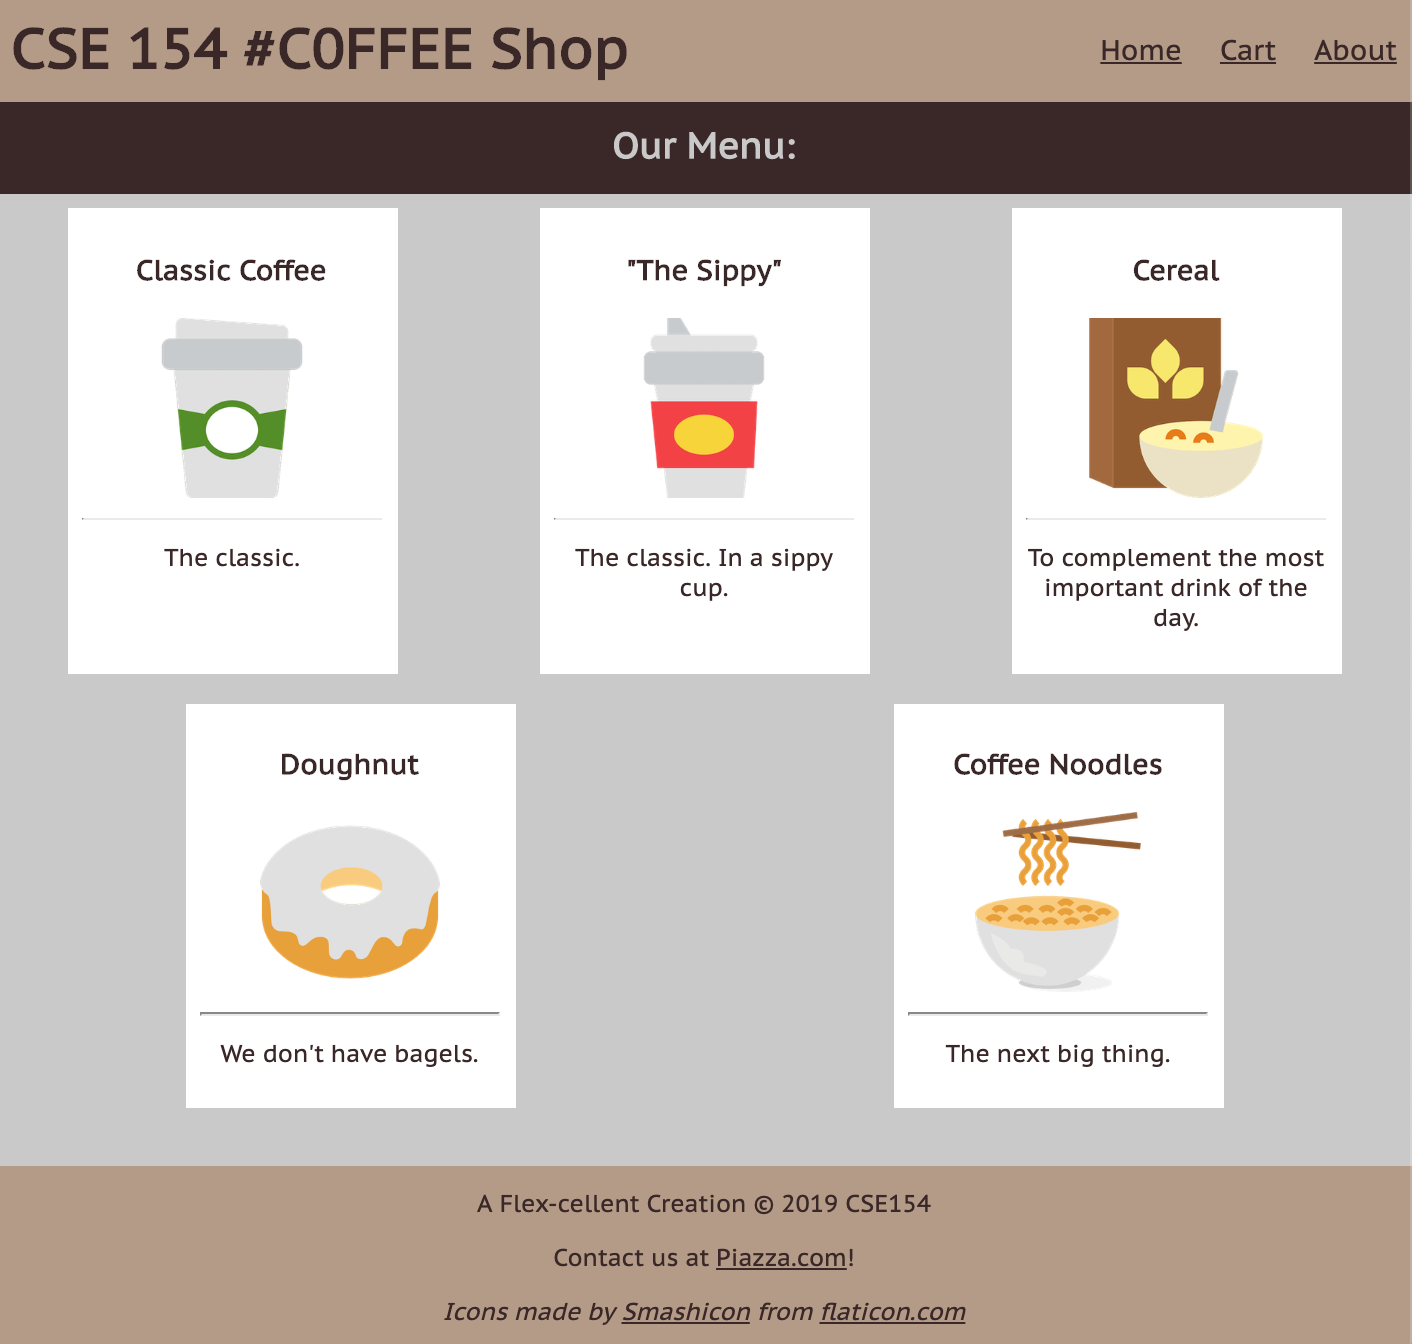 CSE 154 #C0FFEE Shop
Home Cart About
Our Menu:
Classic Coffee
The classic.
"The Sippy"
The classic. In a sippy
cup.
Cereal
To complement the most
important drink of the
day.
Doughnut
We don't have bagels.
Coffee Noodles
The next big thing.
A Flex-cellent Creation © 2019 CSE154
Contact us at Piazza.com!
Icons made by Smashicon from flaticon.com